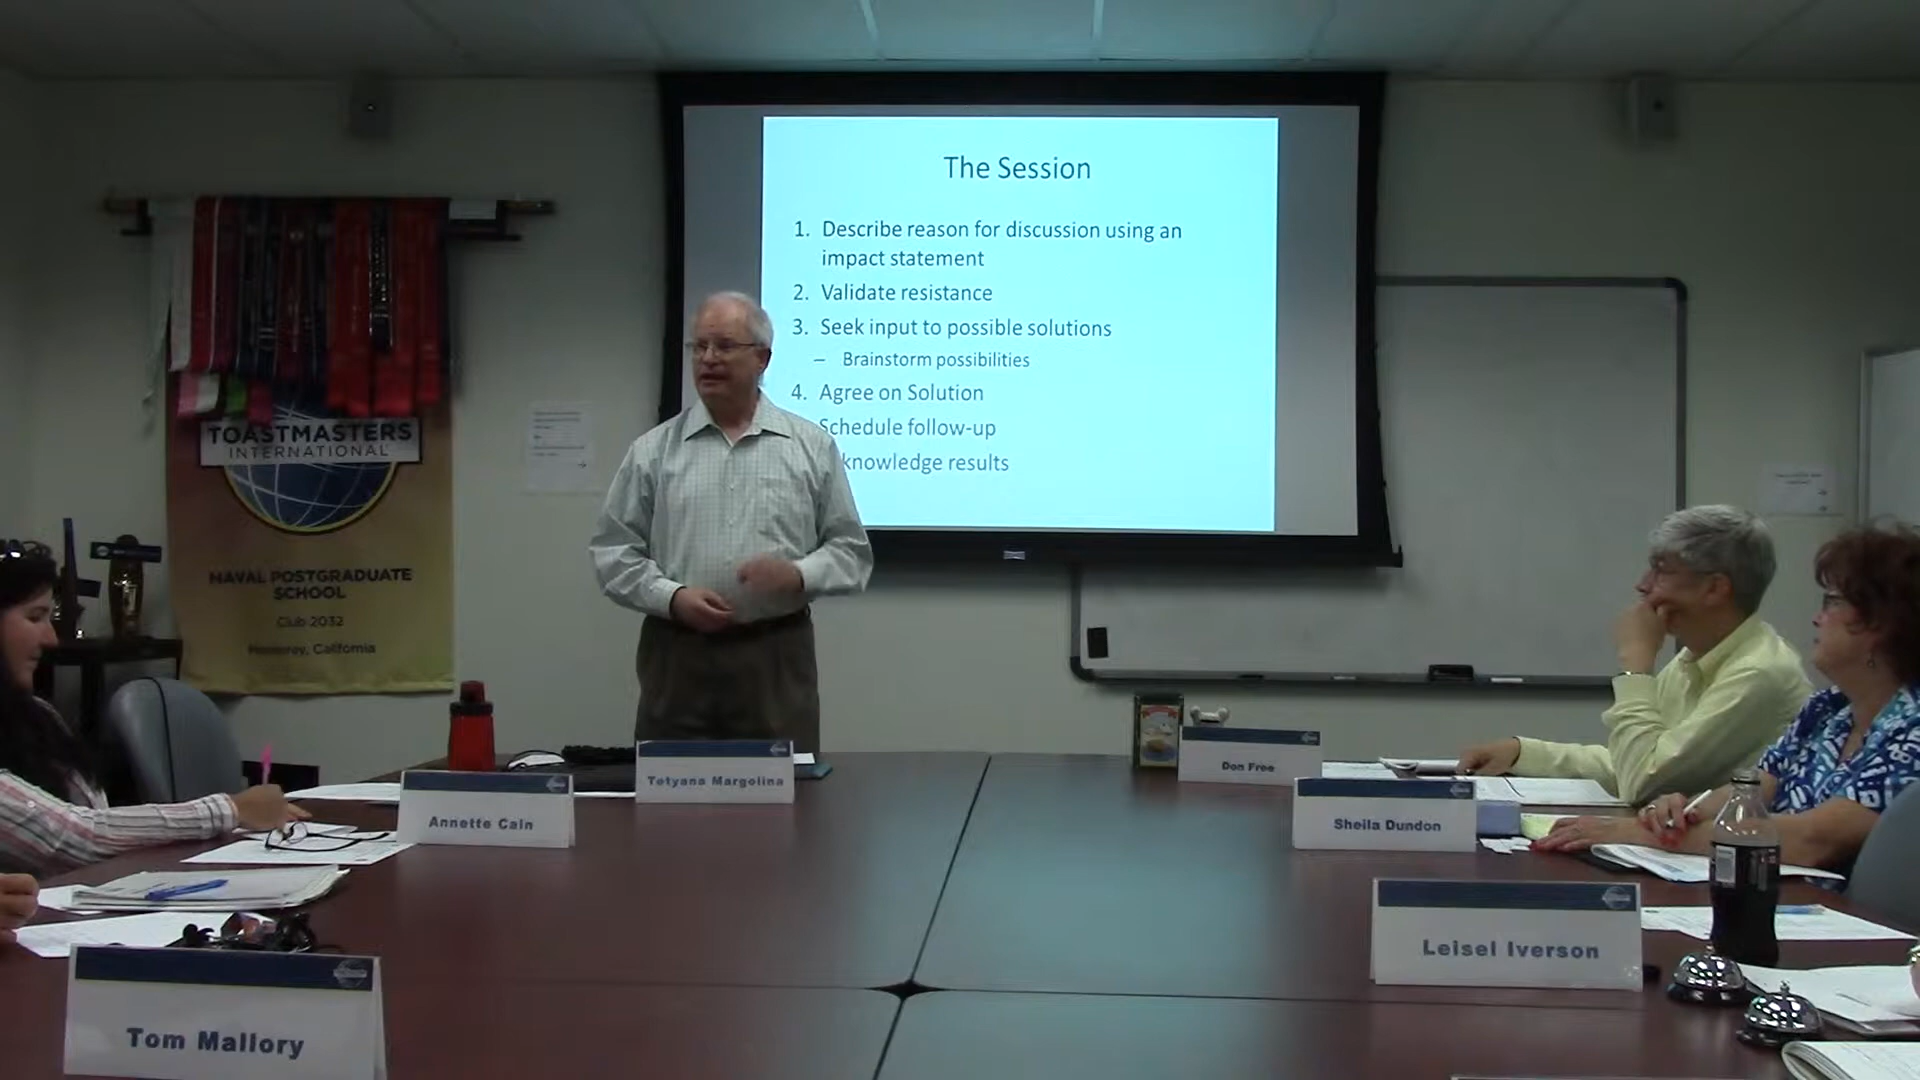 The Session
1. Describe reason for discussion using an
impact statement
2. Validate resistance
3. Seek input to possible solutions
– Brainstorm possibilities
4. Agree on Solution
Schedule follow-up
knowledge results
TOASTMASTERS
INTERNATIONAL
NAVAL POSTGRADUATE
SCHOOL
Club 2032
Monterey, California
Tetyana Margolina
Annette Cain
Tom Mallory
Don Free
Sheila Dundon
Leisel Iverson